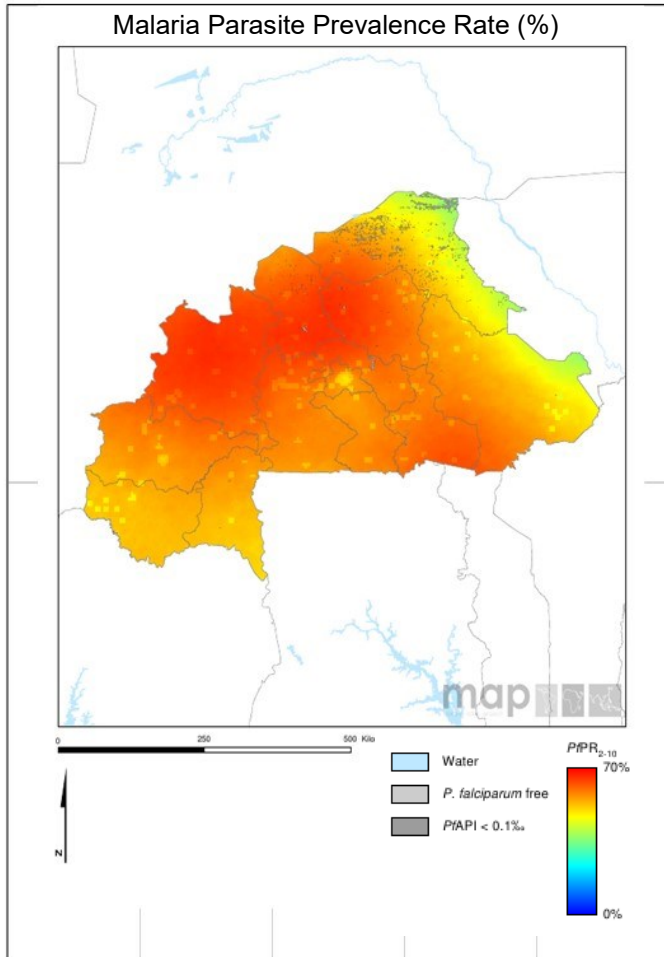 Malaria Parasite Prevalence Rate (%)
map
0 250 500 Kilo
Water
P. falciparum free
PfAPI < 0.1‰
PfPR2-10
70%
0%
N